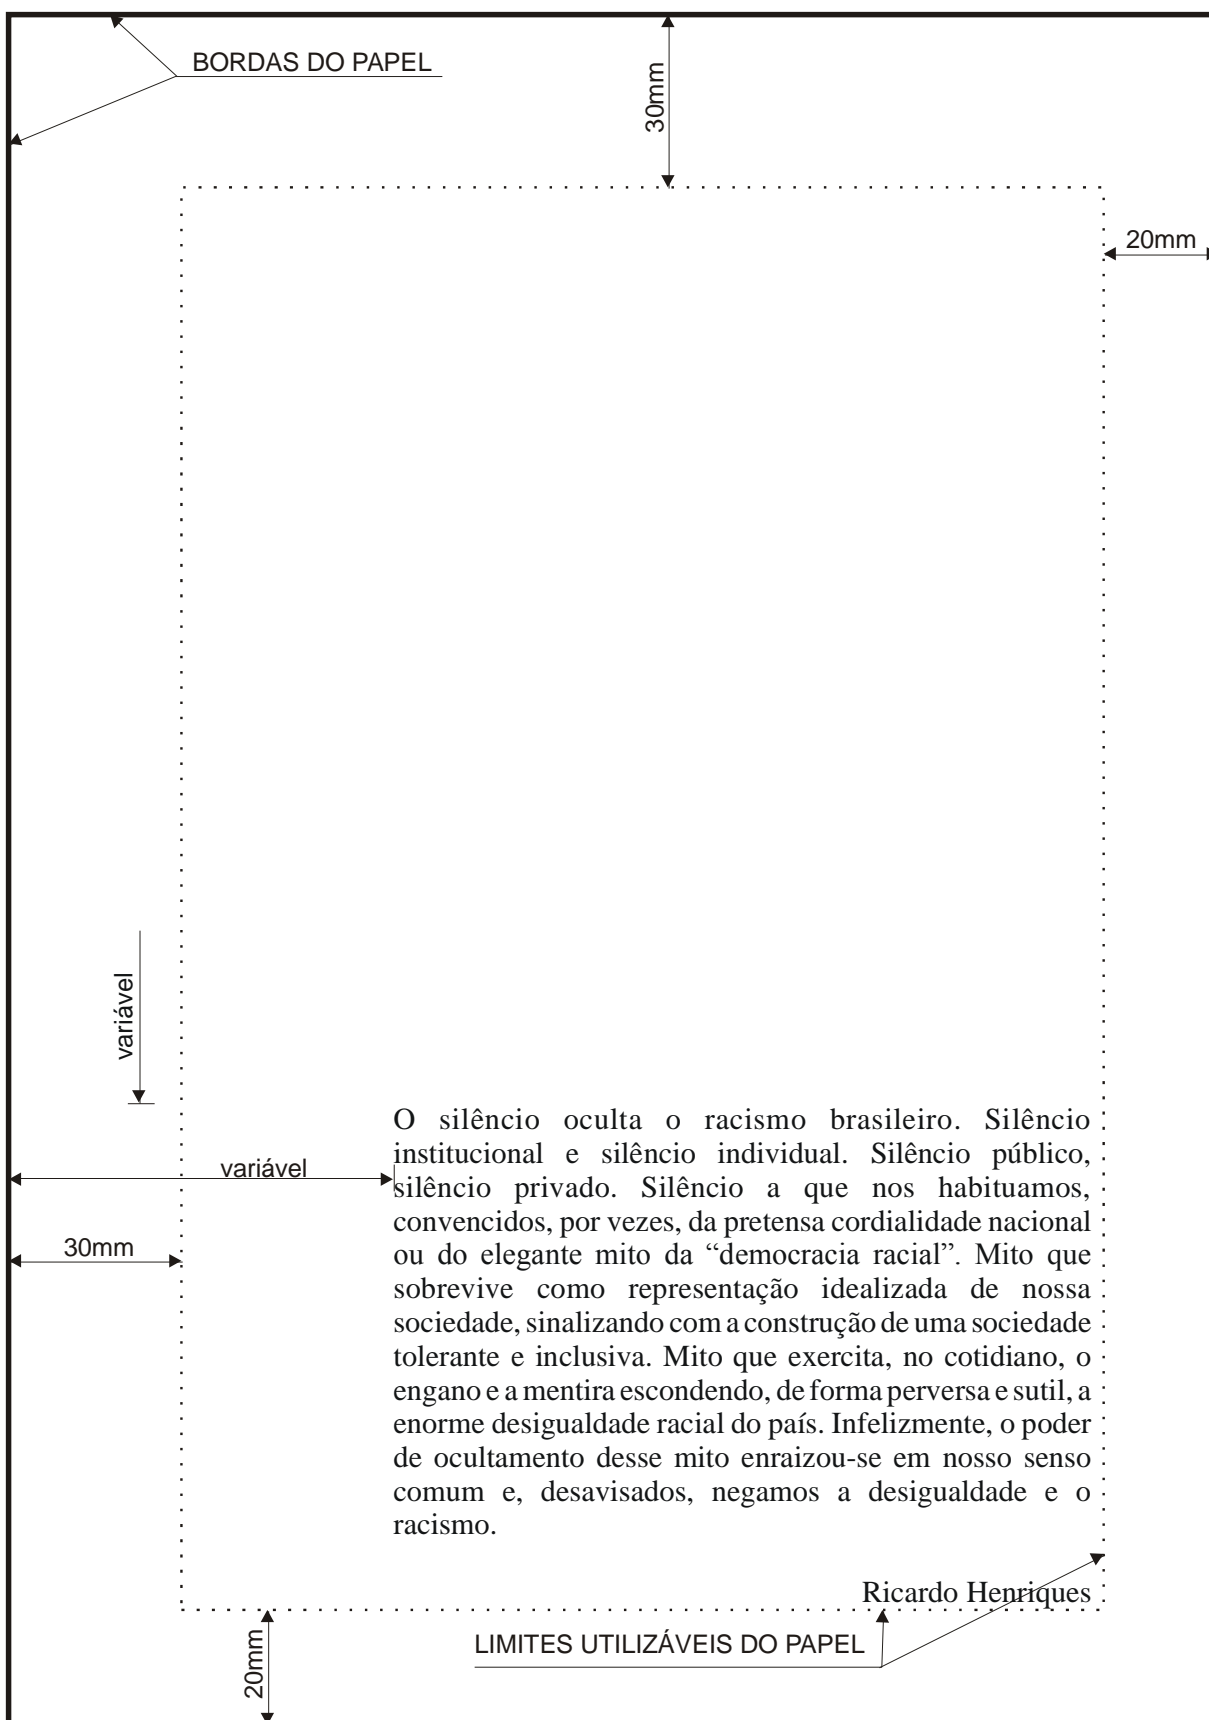 BORDAS DO PAPEL
30mm
20mm
variável
O silêncio oculta o racismo brasileiro. Silêncio
institucional e silêncio individual. Silêncio público,
variável
silêncio privado. Silêncio a que nos habituamos,
convencidos, por vezes, da pretensa cordialidade nacional
30mm
ou do elegante mito da “democracia racial”. Mito que
sobrevive como representação idealizada de nossa
sociedade, sinalizando com a construção de uma sociedade
tolerante e inclusiva. Mito que exercita, no cotidiano, o
engano e a mentira escondendo, de forma perversa e sutil, a
enorme desigualdade racial do país. Infelizmente, o poder
de ocultamento desse mito enraizou-se em nosso senso
comum e, desavisados, negamos a desigualdade e o
racismo.
Ricardo Henriques
LIMITES UTILIZÁVEIS DO PAPEL
20mm